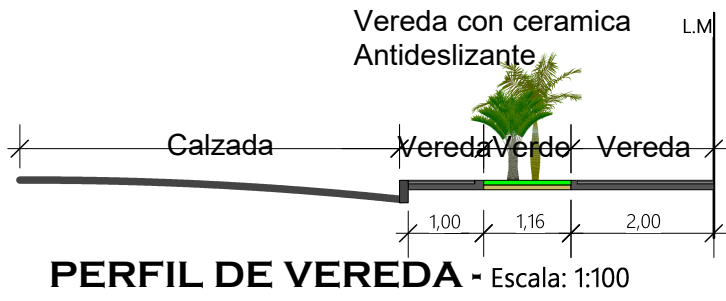 Vereda con ceramica
Antideslizante
L.M
Calzada
Vereda
Verde
Vereda
1,00
1,16
2,00
PERFIL DE VEREDA - Escala: 1:100